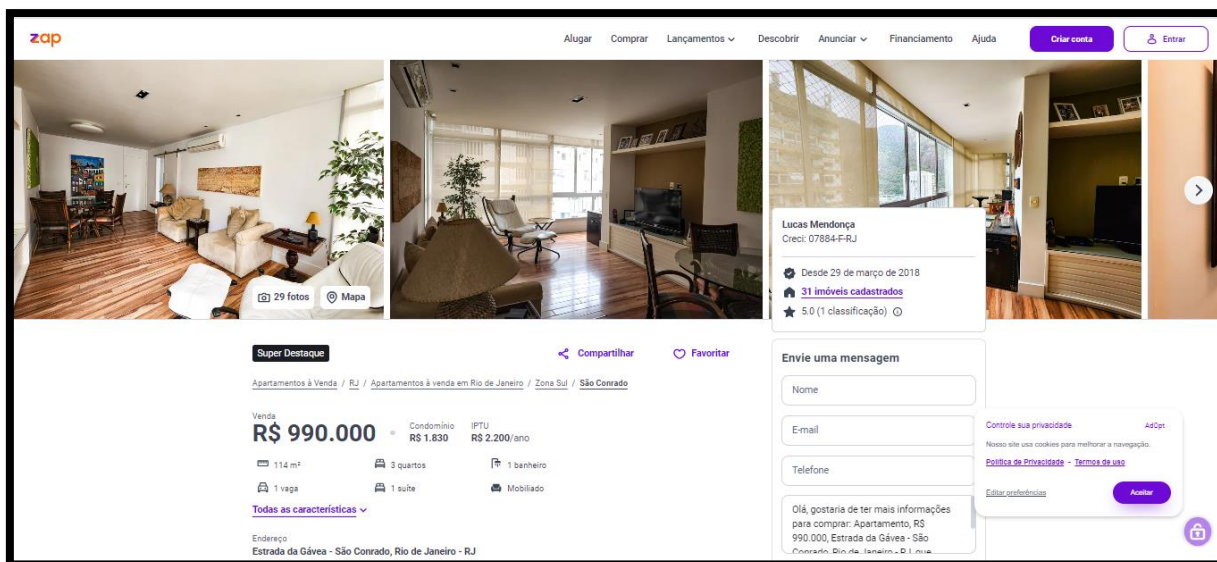 zap
Alugar Comprar Lançamentos Descobrir Anunciar Financiamento Ajuda Criar conta Entrar
29 fotos Mapa
Lucas Mendonça
Creci: 07884-F-RJ
Desde 29 de março de 2018
31 imóveis cadastrados
5.0 (1 classificação)
Super Destaque Compartilhar Favoritar
Apartamentos à Venda / RJ / Apartamentos à venda em Rio de Janeiro / Zona Sul / São Conrado
Venda
R$ 990.000
Condomínio
R$ 1.830
IPTU
R$ 2.200/ano
114 m² 3 quartos 1 banheiro
1 vaga 1 suíte Mobiliado
Todas as características
Endereço
Estrada da Gávea - São Conrado, Rio de Janeiro - RJ
Envie uma mensagem
Nome
E-mail
Telefone
Olá, gostaria de ter mais informações
para comprar: Apartamento, R$
990.000, Estrada da Gávea - São
Conrado, Rio de Janeiro - RJ, que
Controle sua privacidade AdOpt
Nosso site usa cookies para melhorar a navegação.
Política de Privacidade - Termos de uso
Editar preferências Aceitar